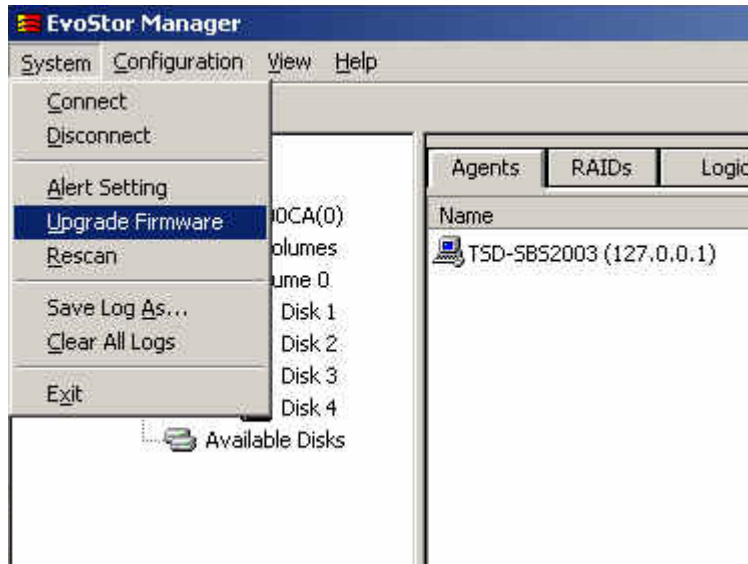 EvoStor Manager
System Configuration View Help
Connect
Disconnect
Alert Setting
Upgrade Firmware
Rescan
Save Log As...
Clear All Logs
Exit
0CA(0)
olumes
ume 0
Disk 1
Disk 2
Disk 3
Disk 4
Available Disks
Agents RAIDs Logic
Name
TSD-SBS2003 (127.0.0.1)